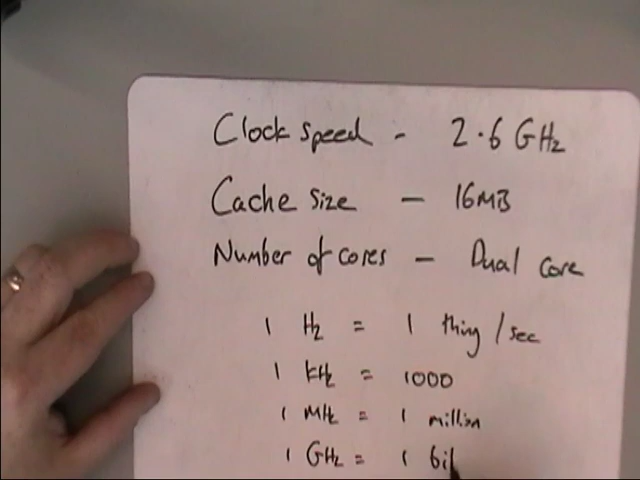 Clock speed - 2.6 GHz
Cache size - 16MB
Number of cores - Dual core
1 Hz = 1 thing / sec
1 kHz = 1000
1 MHz = 1 million
1 GHz = 1 bil